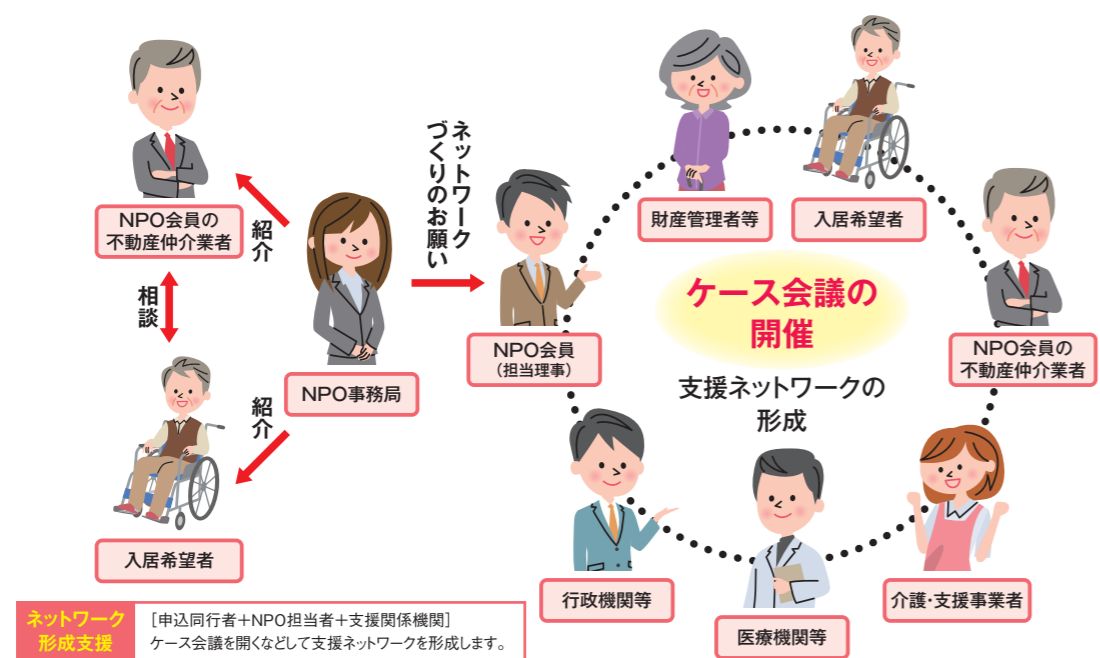 NPO会員の
不動産仲介業者
紹介
相談
紹介
入居希望者
NPO事務局
ネットワーク
づくりのお願い
NPO会員
(担当理事)
財産管理者等
入居希望者
NPO会員の
不動産仲介業者
ケース会議の
開催
支援ネットワークの
形成
行政機関等
医療機関等
介護・支援事業者
ネットワーク
形成支援
[申込同行者+NPO担当者+支援関係機関]
ケース会議を開くなどして支援ネットワークを形成します。